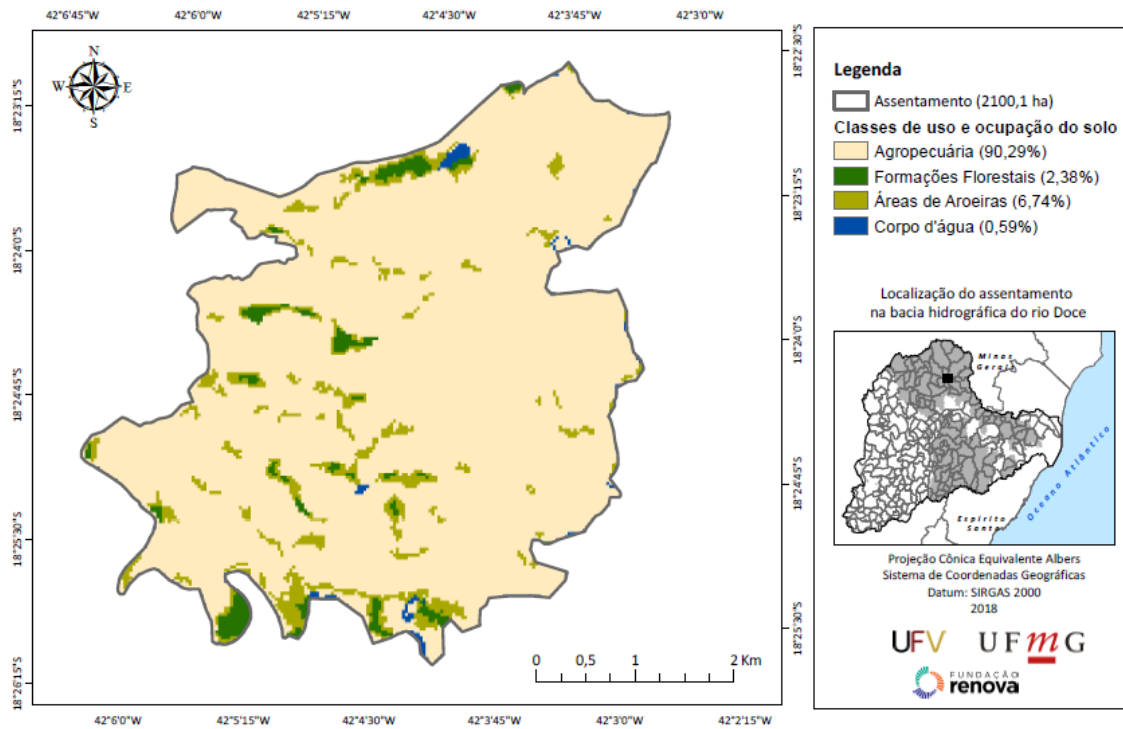 42°6'45"W 42°6'0"W 42°5'15"W 42°4'30"W 42°3'45"W 42°3'0"W
N
W E
S
18°23'15"S
18°24'0"S
18°24'45"S
18°25'30"S
18°26'15"S
18°22'30"S
18°23'15"S
18°24'0"S
18°24'45"S
18°25'30"S
0 0,5 1 2 Km
42°6'0"W 42°5'15"W 42°4'30"W 42°3'45"W 42°3'0"W 42°2'15"W
Legenda
Assentamento (2100,1 ha)
Classes de uso e ocupação do solo
Agropecuária (90,29%)
Formações Florestais (2,38%)
Áreas de Aroeiras (6,74%)
Corpo d'água (0,59%)
Localização do assentamento
na bacia hidrográfica do rio Doce
Minas
Gerais
Oceano Atlântico
Espírito
Santo
Projeção Cônica Equivalente Albers
Sistema de Coordenadas Geográficas
Datum: SIRGAS 2000
2018
UFV UFmG
FUNDAÇÃO
renova